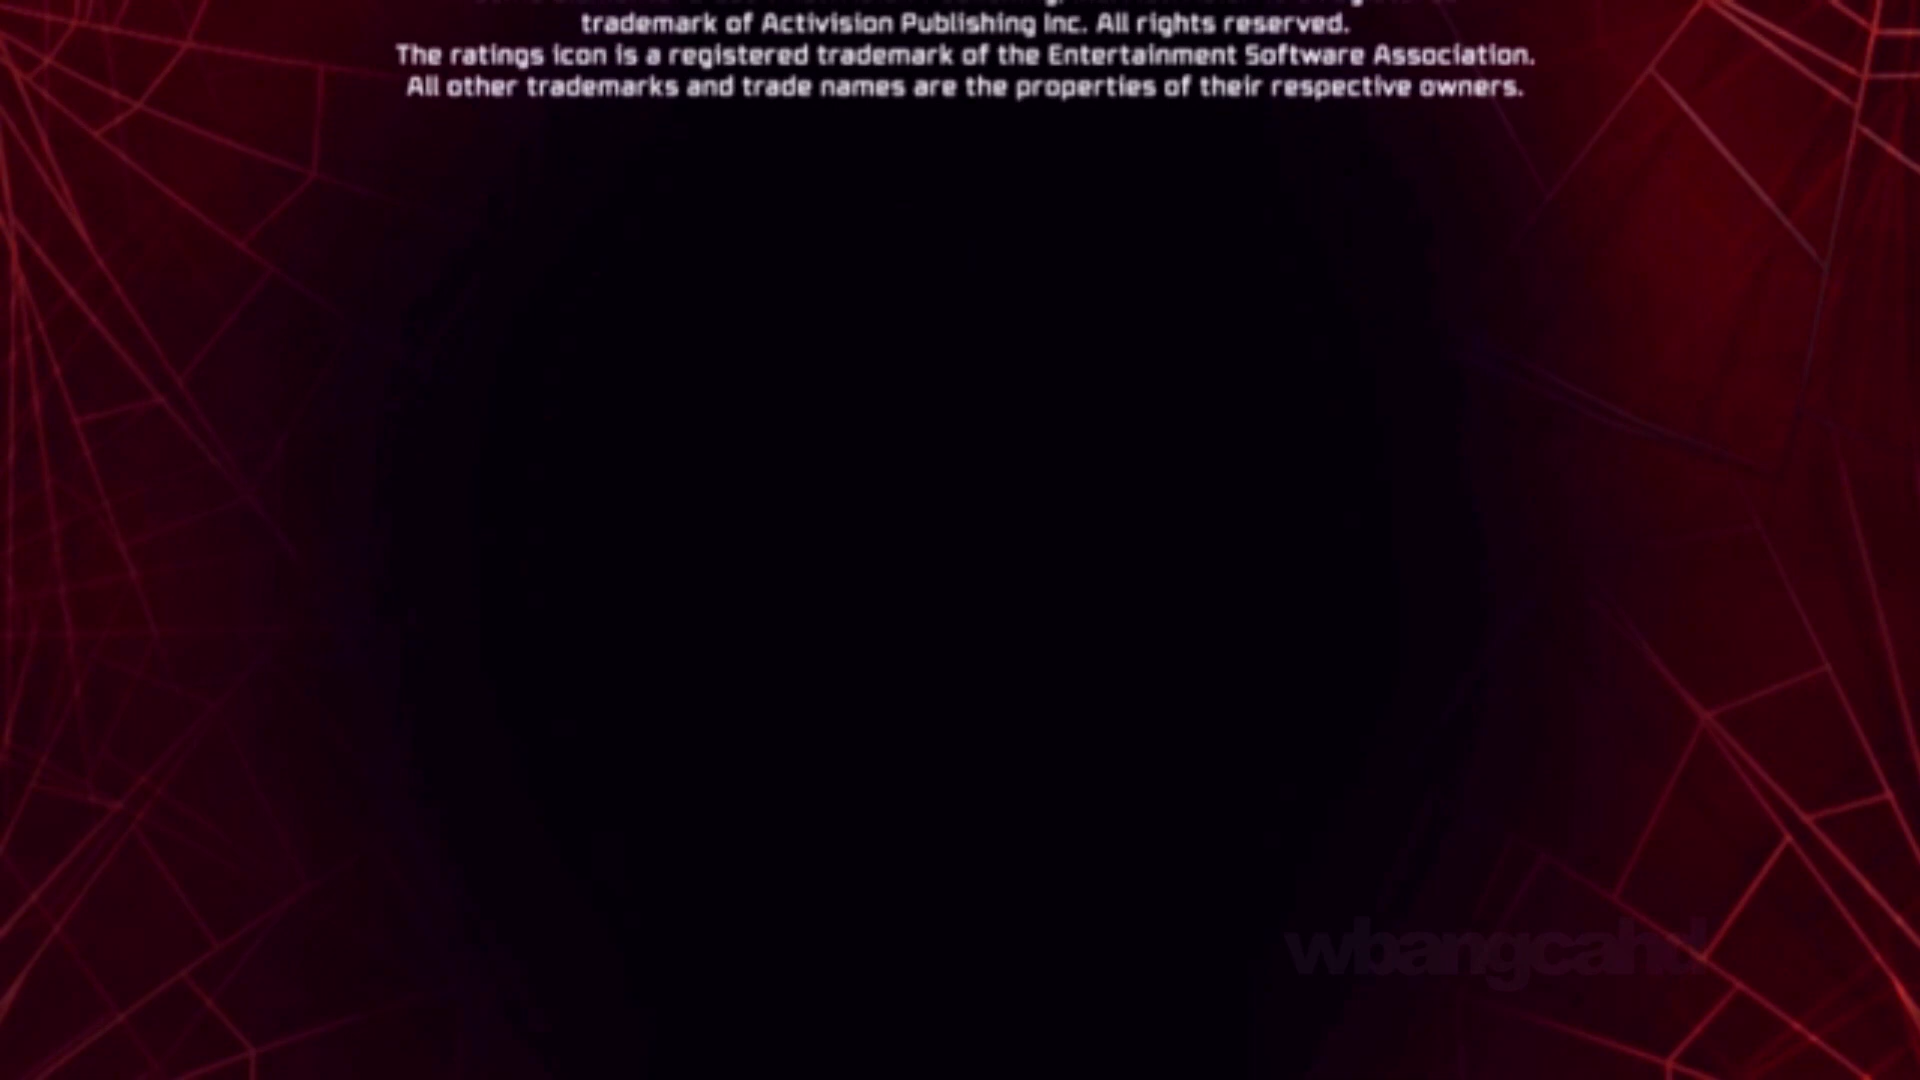 trademark of Activision Publishing Inc. All rights reserved.
The ratings icon is a registered trademark of the Entertainment Software Association.
All other trademarks and trade names are the properties of their respective owners.
wbangcahd